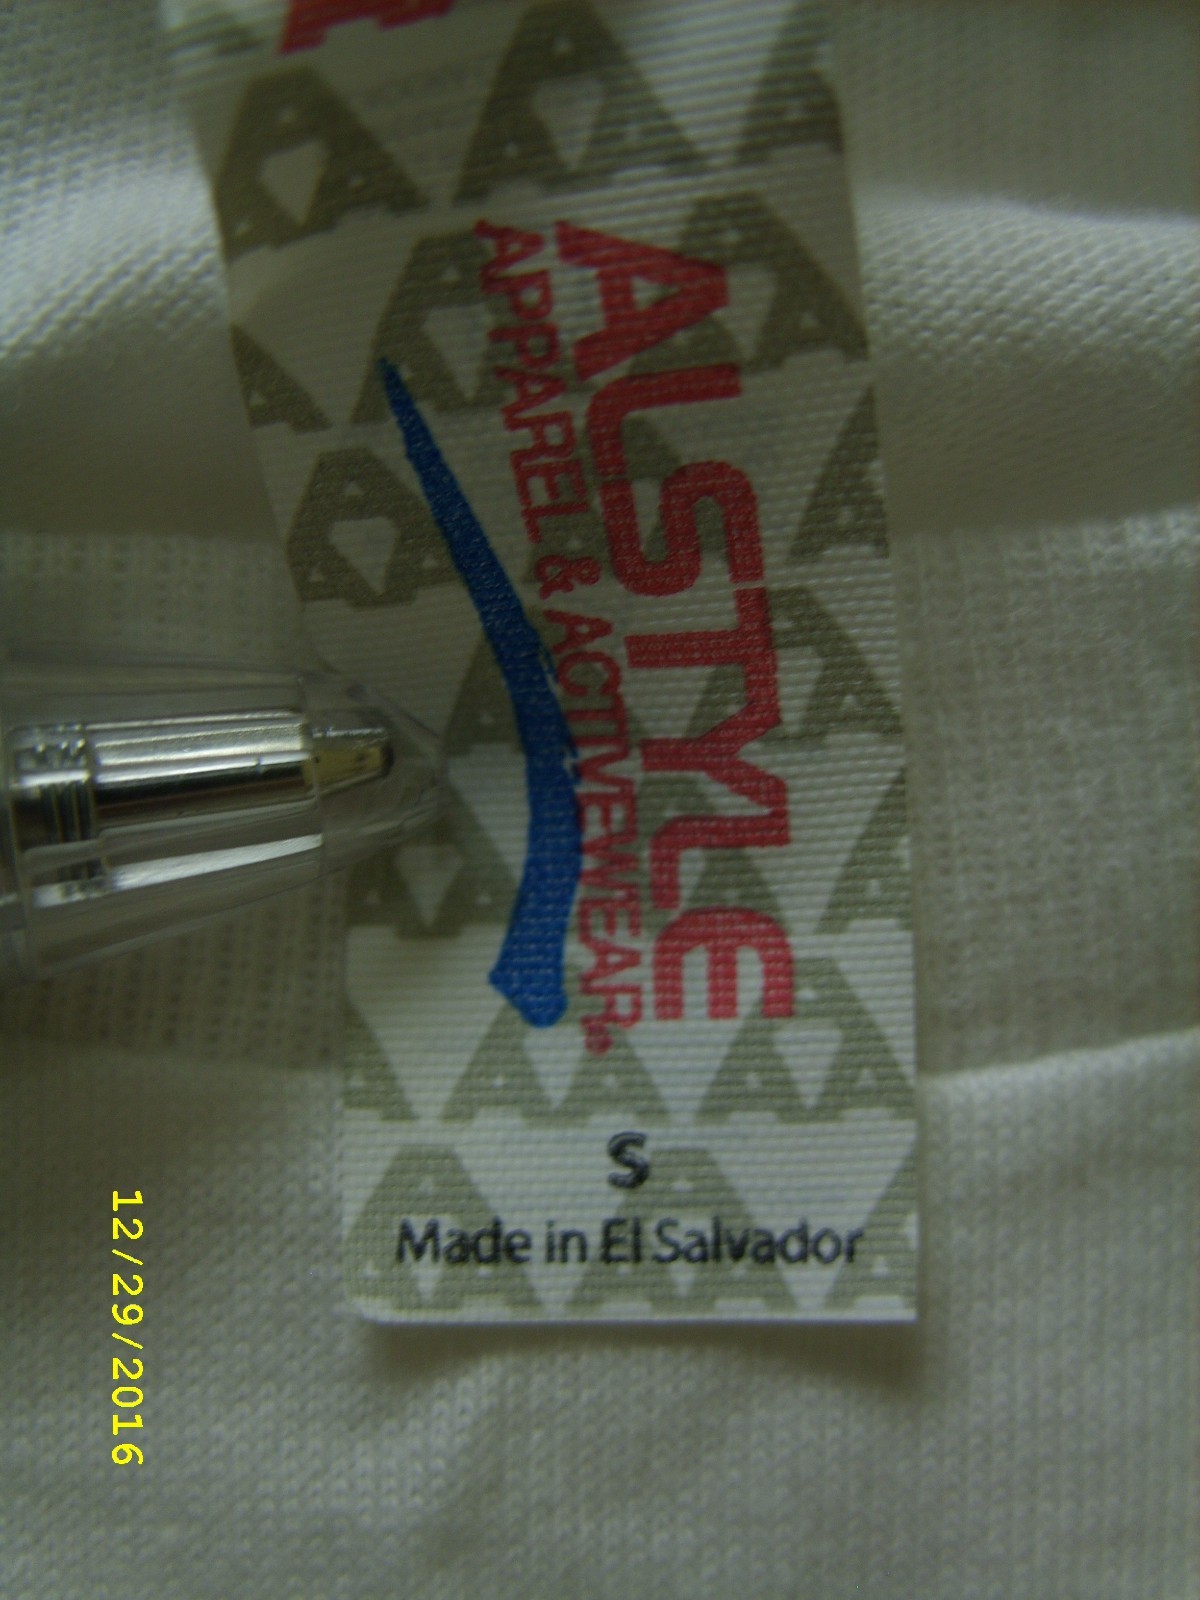 ALSTYLE
APPAREL & ACTIVEWEAR®
S
Made in El Salvador
12/29/2016